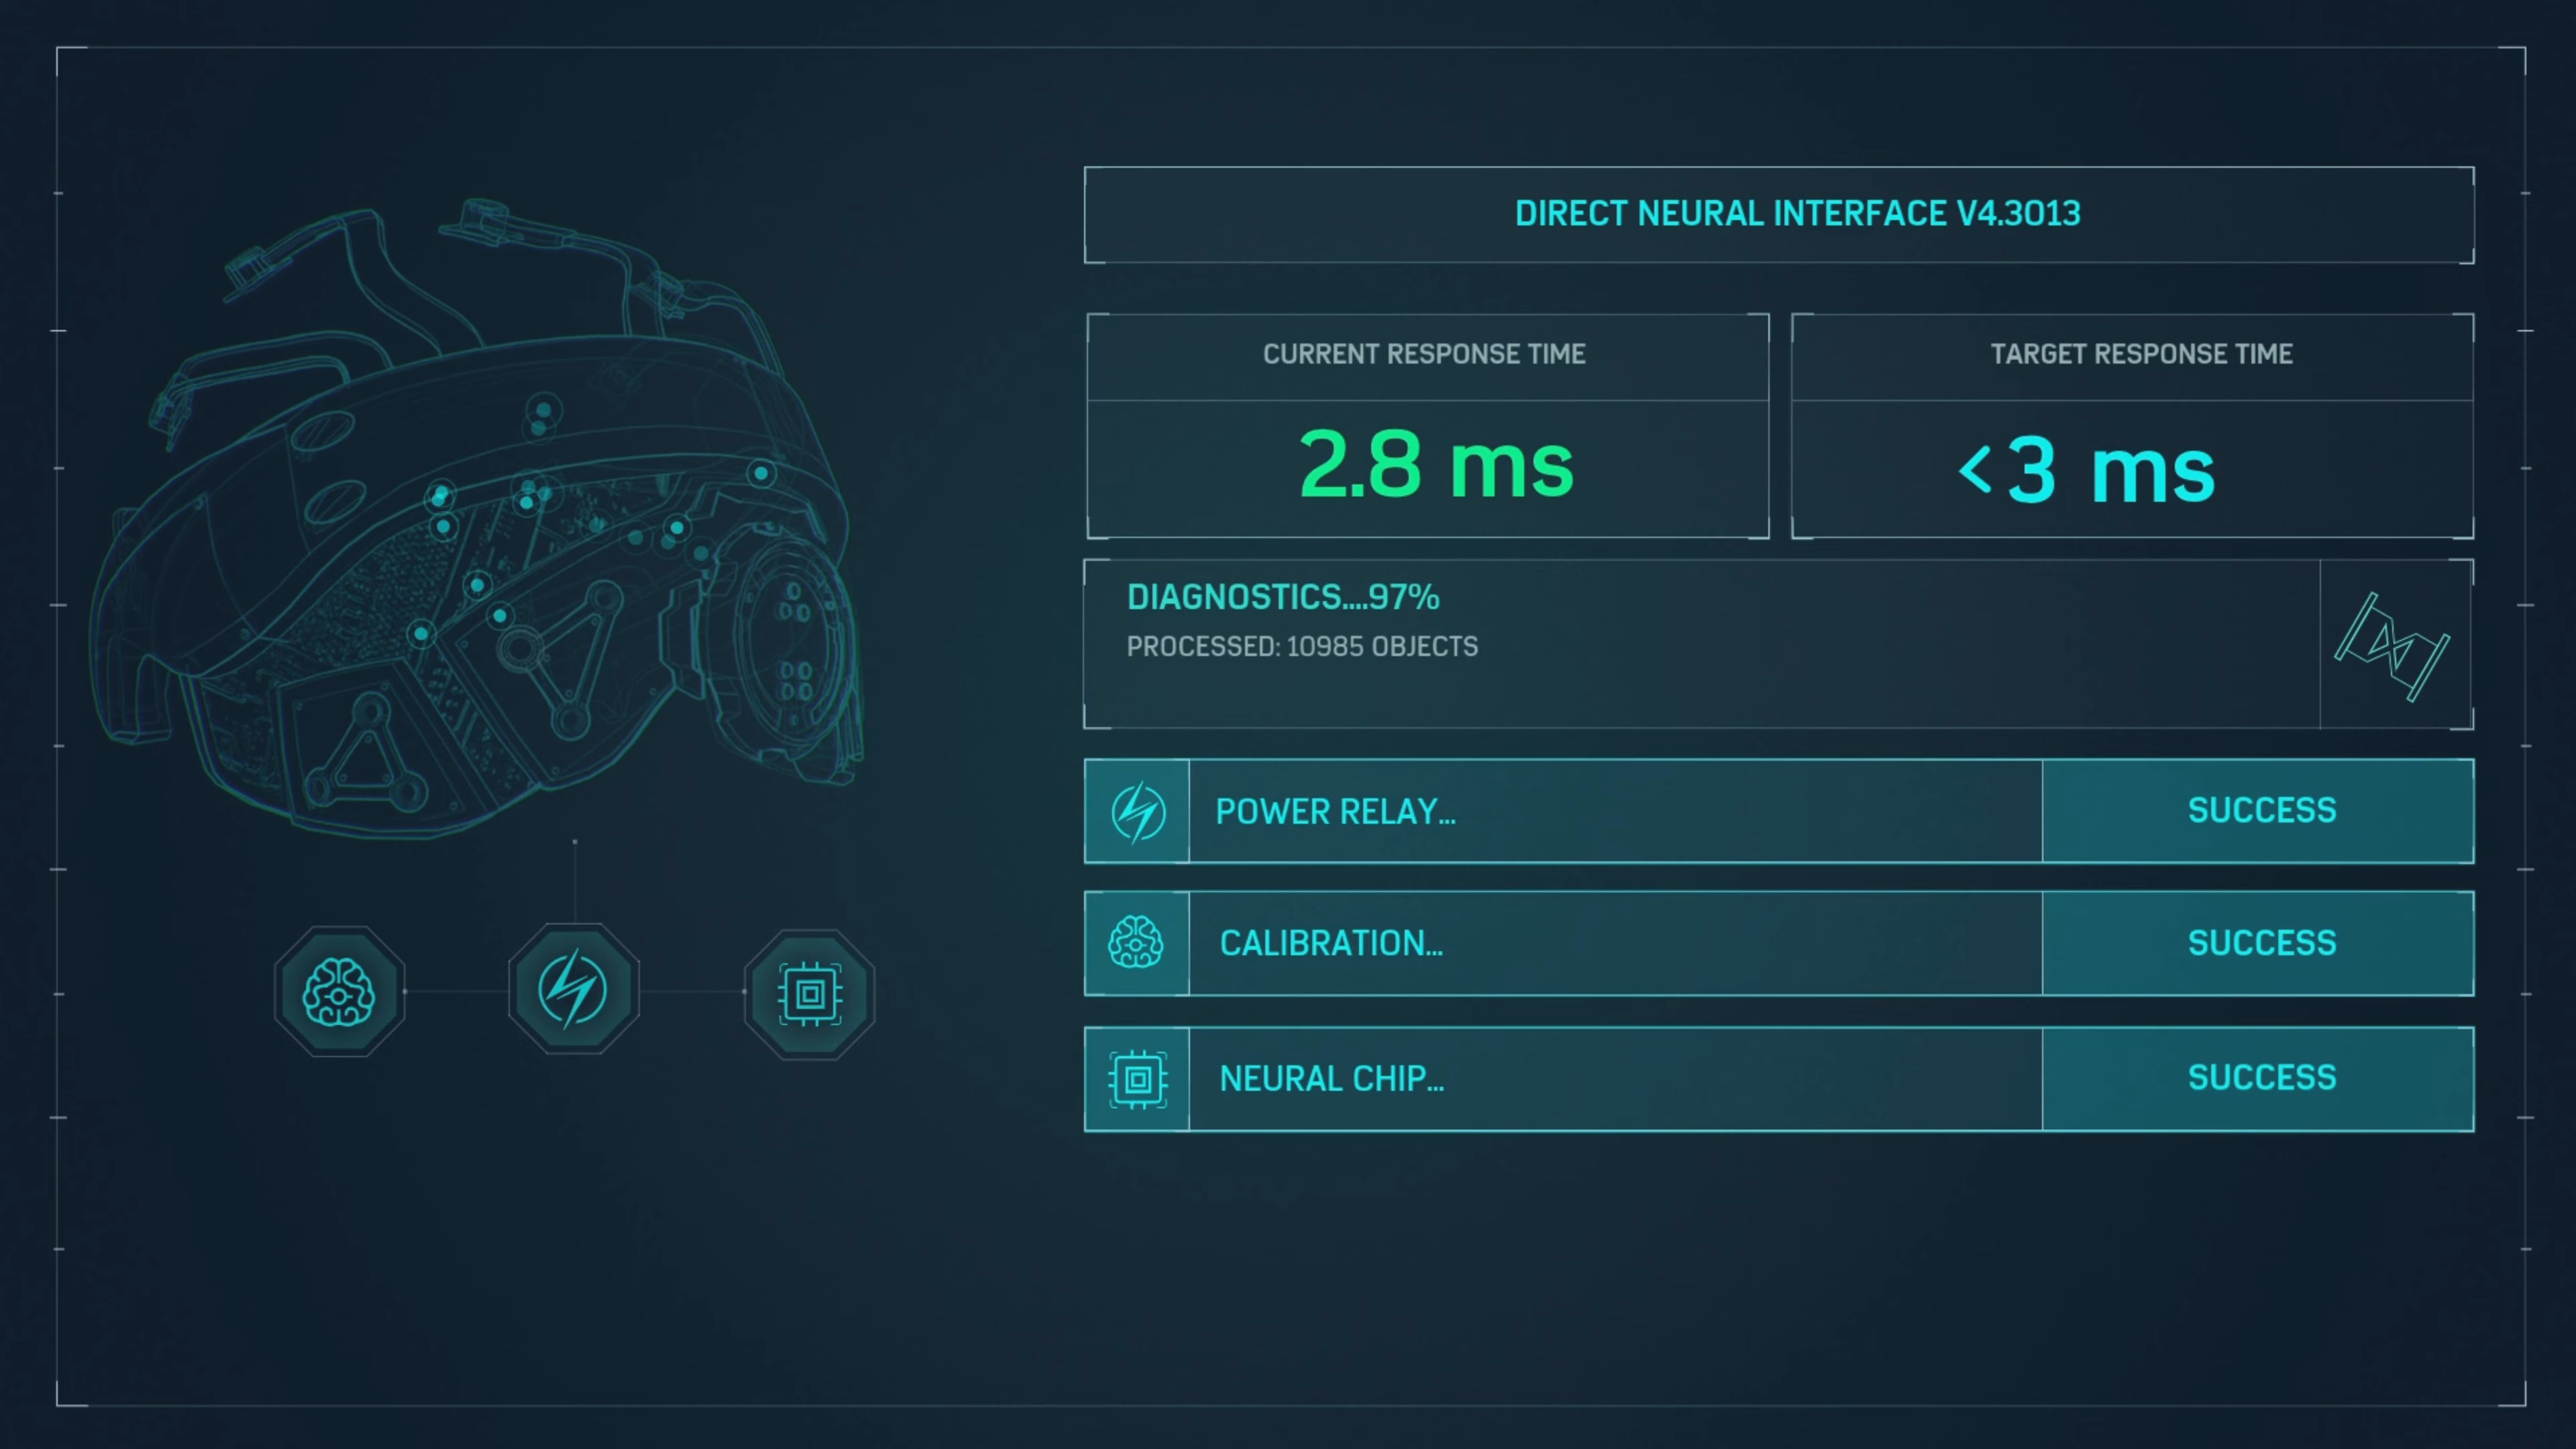 DIRECT NEURAL INTERFACE V4.3013
CURRENT RESPONSE TIME
TARGET RESPONSE TIME
2.8 ms
<3 ms
DIAGNOSTICS....97%
PROCESSED: 10985 OBJECTS
POWER RELAY...
SUCCESS
CALIBRATION...
SUCCESS
NEURAL CHIP...
SUCCESS